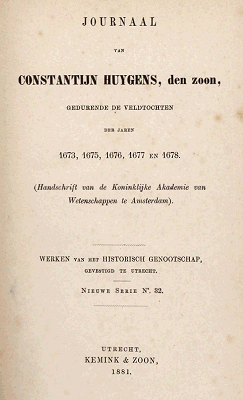 JOURNAAL
VAN
CONSTANTIJN HUYGENS, den zoon,
GEDURENDE DE VELDTOCHTEN
DER JAREN
1673, 1675, 1676, 1677 EN 1678.
(Handschrift van de Koninklijke Akademie van
Wetenschappen te Amsterdam).
WERKEN VAN HET HISTORISCH GENOOTSCHAP,
GEVESTIGD TE UTRECHT.
NIEUWE SERIE No. 32.
UTRECHT,
KEMINK & ZOON,
1881.